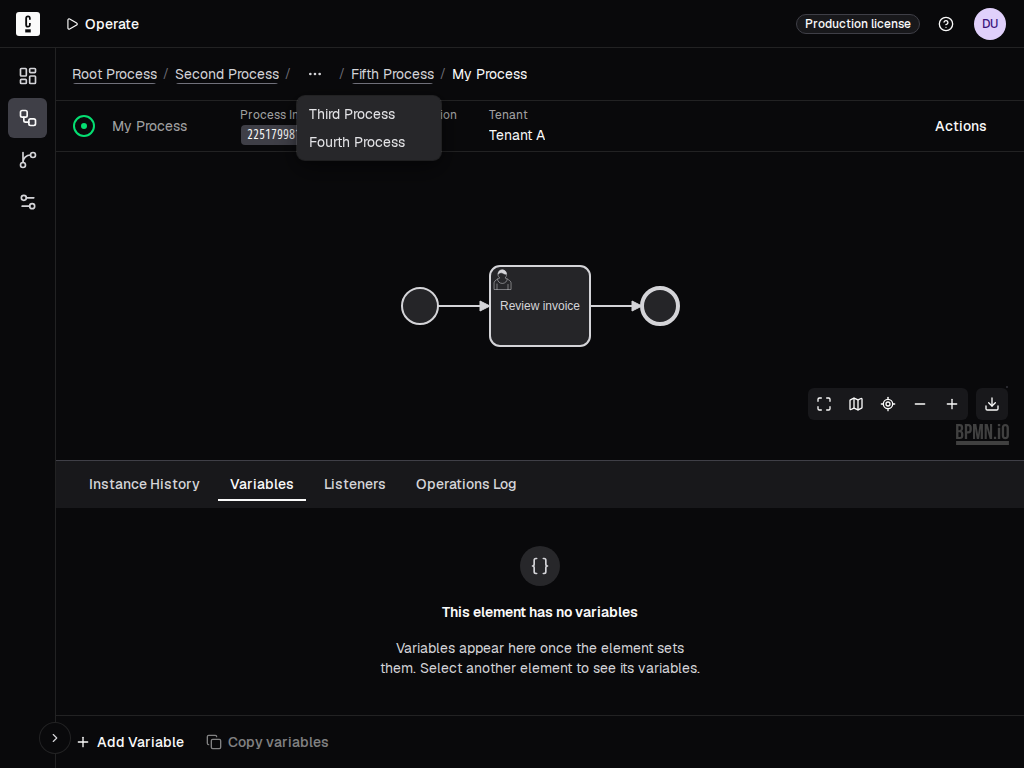 Operate
Production license
DU
Root Process / Second Process / ... / Fifth Process / My Process
Third Process
Fourth Process
My Process
Tenant
Tenant A
Actions
Review invoice
BPMN.iO
Instance History
Variables
Listeners
Operations Log
This element has no variables
Variables appear here once the element sets
them. Select another element to see its variables.
Add Variable
Copy variables